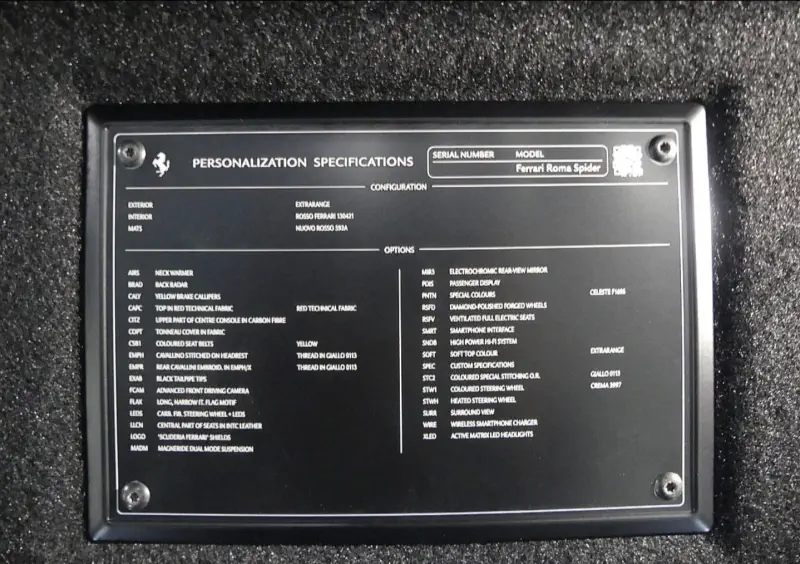 PERSONALIZATION SPECIFICATIONS
SERIAL NUMBER MODEL
Ferrari Roma Spider
CONFIGURATION
EXTERIOR EXTRARANGE
INTERIOR ROSSO FERRARI 130421
MATS NUOVO ROSSO 592A
OPTIONS
AIRS NECK WARMER
BRAD BACK RADAR
CALY YELLOW BRAKE CALLIPERS
CAPC TOP IN RED TECHNICAL FABRIC RED TECHNICAL FABRIC
CIT2 UPPER PART OF CENTRE CONSOLE IN CARBON FIBRE
COPT TONNEAU COVER IN FABRIC
CSB1 COLOURED SEAT BELTS YELLOW
EMPH CAVALLINO STITCHED ON HEADREST THREAD IN GIALLO 0113
EMPR REAR CAVALLINI EMBROID. IN EMPH/X THREAD IN GIALLO 0113
EXAB BLACK TAILPIPE TIPS
FCAM ADVANCED FRONT DRIVING CAMERA
FLAX LONG, NARROW IT. FLAG MOTIF
LEDS CARB. FIB. STEERING WHEEL + LEDS
LLCN CENTRAL PART OF SEATS IN INTC LEATHER
LOGO "SCUDERIA FERRARI" SHIELDS
MADM MAGNERIDE DUAL MODE SUSPENSION
MIR3 ELECTROCHROMIC REAR-VIEW MIRROR
PDIS PASSENGER DISPLAY
PNTN SPECIAL COLOURS CELESTE F1695
RSFD DIAMOND-POLISHED FORGED WHEELS
RSFV VENTILATED FULL ELECTRIC SEATS
SMRT SMARTPHONE INTERFACE
SND8 HIGH POWER HI-FI SYSTEM
SOFT SOFT TOP COLOUR EXTRARANGE
SPEC CUSTOM SPECIFICATIONS
STC2 COLOURED SPECIAL STITCHING O.R. GIALLO 0113
STW1 COLOURED STEERING WHEEL CREMA 3997
STWH HEATED STEERING WHEEL
SURR SURROUND VIEW
WIRE WIRELESS SMARTPHONE CHARGER
XLED ACTIVE MATRIX LED HEADLIGHTS